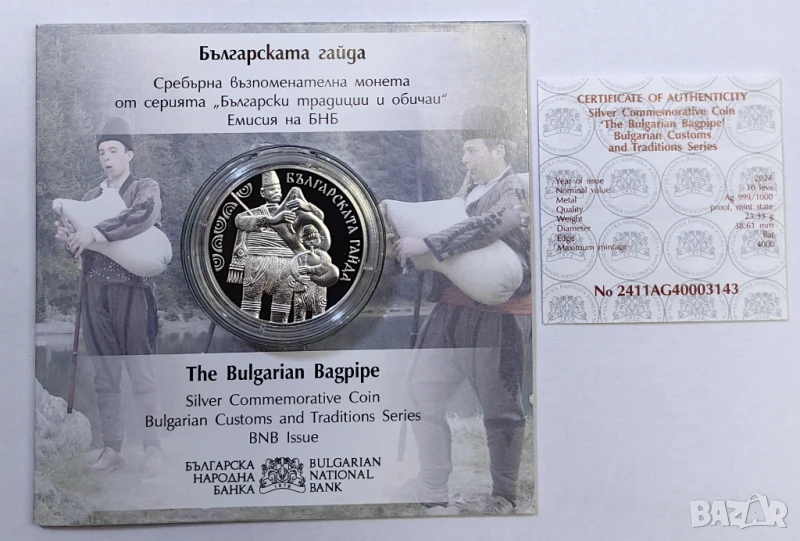 Българската гайда
Сребърна възпоменателна монета
от серията „Български традиции и обичаи“
Емисия на БНБ
БЪЛГАРСКАТА ГАЙДА
The Bulgarian Bagpipe
Silver Commemorative Coin
Bulgarian Customs and Traditions Series
BNB Issue
БЪЛГАРСКА
НАРОДНА
БАНКА
1879
BULGARIAN
NATIONAL
BANK
CERTIFICATE OF AUTHENTICITY
Silver Commemorative Coin
'The Bulgarian Bagpipe'
Bulgarian Customs
and Traditions Series
Year of issue 2024
Nominal value 10 leva
Metal Ag 999/1000
Quality proof, mint state
Weight 23.33 g
Diameter 38.61 mm
Edge flat
Maximum mintage 4000
No 2411AG40003143
BAZAR